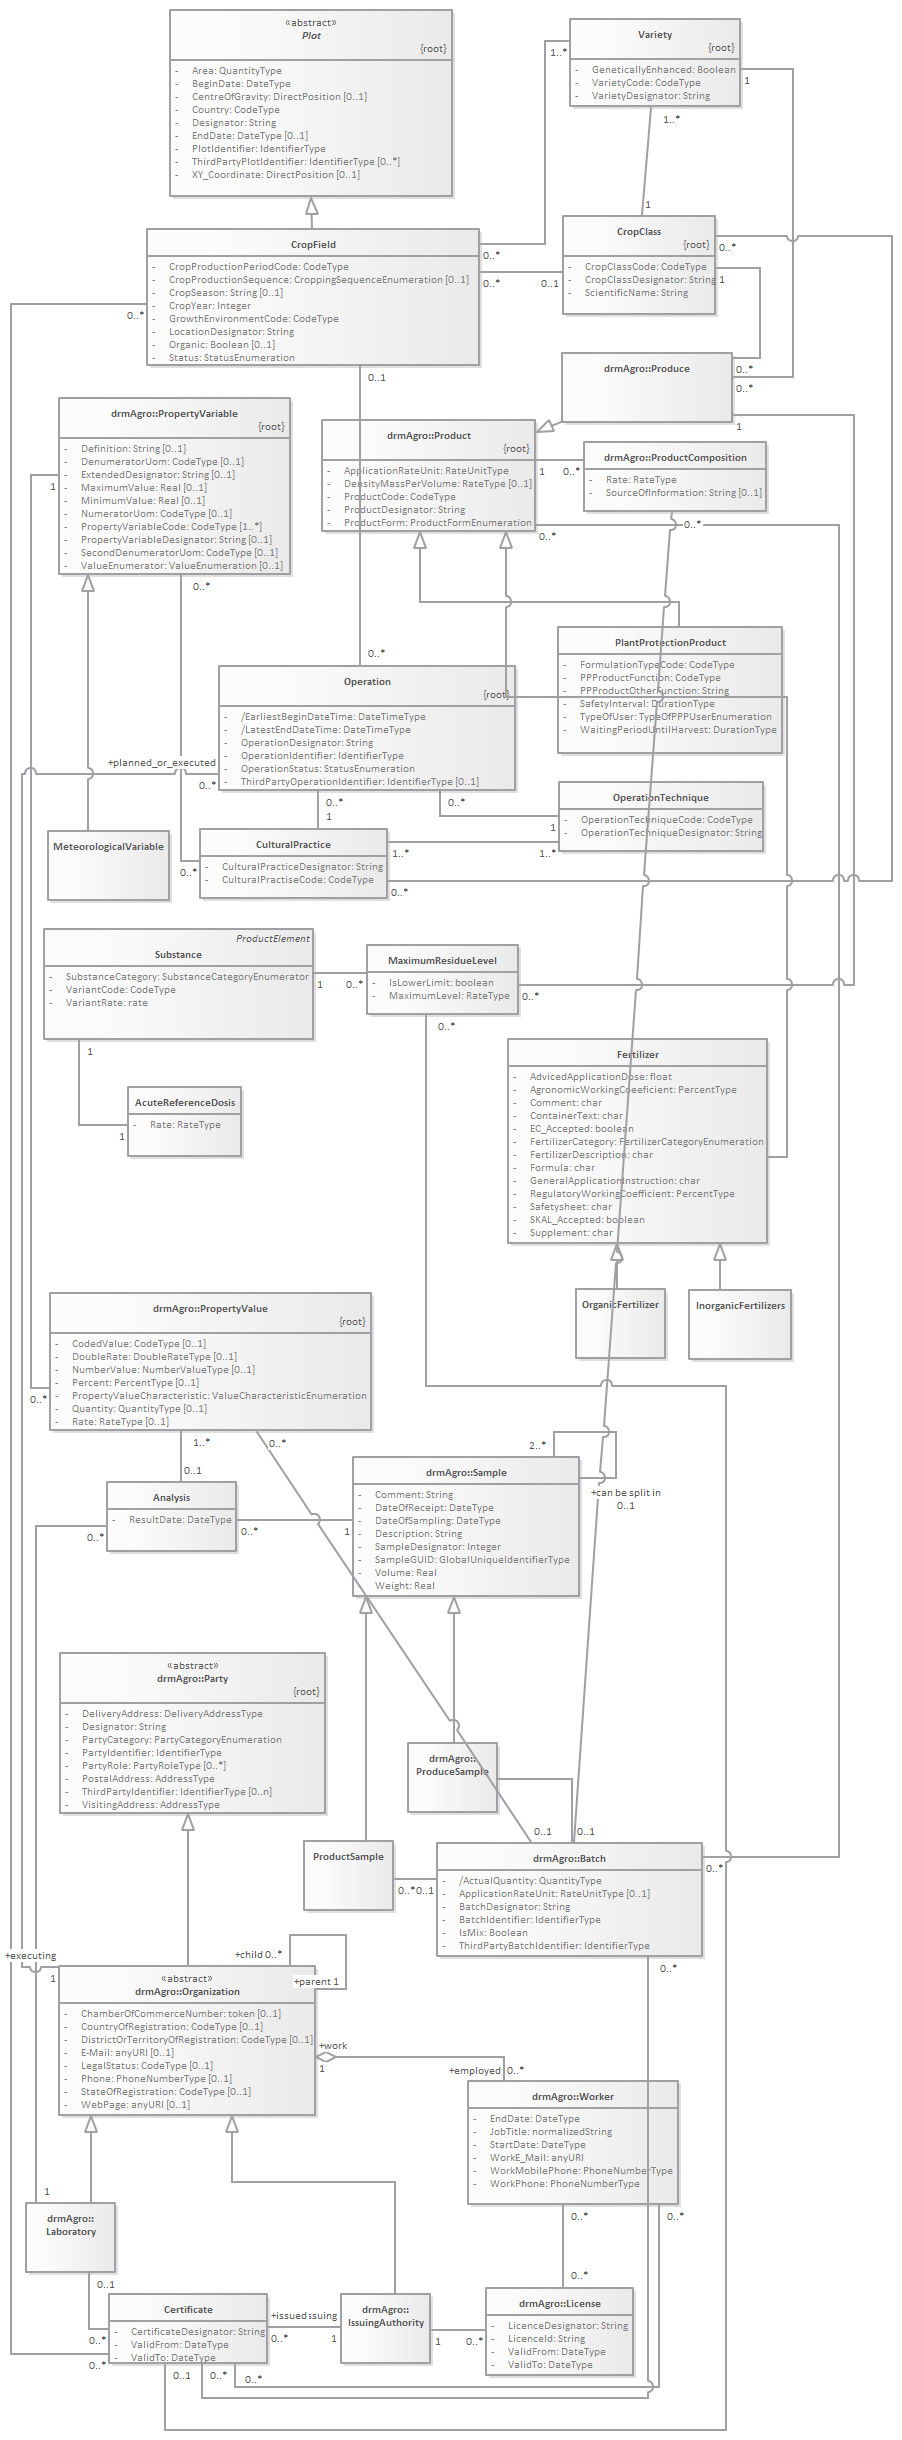 «abstract»
Plot
{root}
- Area: QuantityType
- BeginDate: DateType
- CentreOfGravity: DirectPosition [0..1]
- Country: CodeType
- Designator: String
- EndDate: DateType [0..1]
- PlotIdentifier: IdentifierType
- ThirdPartyPlotIdentifier: IdentifierType [0..*]
- XY_Coordinate: DirectPosition [0..1]
Variety
{root}
- GeneticallyEnhanced: Boolean
- VarietyCode: CodeType
- VarietyDesignator: String
1..*
1
1..*
1
CropField
- CropProductionPeriodCode: CodeType
- CropProductionSequence: CroppingSequenceEnumeration [0..1]
- CropSeason: String [0..1]
- CropYear: Integer
- GrowthEnvironmentCode: CodeType
- LocationDesignator: String
- Organic: Boolean [0..1]
- Status: StatusEnumeration
0..*
0..*
0..1
0..*
0..1
CropClass
{root}
- CropClassCode: CodeType
- CropClassDesignator: String
- ScientificName: String
0..*
1
drmAgro::Produce
0..*
0..*
1
drmAgro::PropertyVariable
{root}
- Definition: String [0..1]
- DenumeratorUom: CodeType [0..1]
- ExtendedDesignator: String [0..1]
- MaximumValue: Real [0..1]
- MinimumValue: Real [0..1]
- NumeratorUom: CodeType [0..1]
- PropertyVariableCode: CodeType [1..*]
- PropertyVariableDesignator: String [0..1]
- SecondDenumeratorUom: CodeType [0..1]
- ValueEnumerator: ValueEnumeration [0..1]
1
0..*
drmAgro::Product
{root}
- ApplicationRateUnit: RateUnitType
- DensityMassPerVolume: RateType [0..1]
- ProductCode: CodeType
- ProductDesignator: String
- ProductForm: ProductFormEnumeration
1
0..*
0..*
drmAgro::ProductComposition
- Rate: RateType
- SourceOfInformation: String [0..1]
0..*
PlantProtectionProduct
- FormulationTypeCode: CodeType
- PPProductFunction: CodeType
- PPProductOtherFunction: String
- SafetyInterval: DurationType
- TypeOfUser: TypeOfPPPUserEnumeration
- WaitingPeriodUntilHarvest: DurationType
0..*
Operation
{root}
- /EarliestBeginDateTime: DateTimeType
- /LatestEndDateTime: DateTimeType
- OperationDesignator: String
- OperationIdentifier: IdentifierType
- OperationStatus: StatusEnumeration
- ThirdPartyOperationIdentifier: IdentifierType [0..1]
+planned_or_executed
0..*
0..*
1
0..*
1
OperationTechnique
- OperationTechniqueCode: CodeType
- OperationTechniqueDesignator: String
MeteorologicalVariable
CulturalPractice
- CulturalPracticeDesignator: String
- CulturalPractiseCode: CodeType
0..*
1..*
1..*
0..*
ProductElement
Substance
- SubstanceCategory: SubstanceCategoryEnumerator
- VariantCode: CodeType
- VariantRate: rate
1
0..*
1
MaximumResidueLevel
- IsLowerLimit: boolean
- MaximumLevel: RateType
0..*
0..*
AcuteReferenceDosis
- Rate: RateType
1
Fertilizer
- AdvicedApplicationDose: float
- AgronomicWorkingCoeeficient: PercentType
- Comment: char
- ContainerText: char
- EC_Accepted: boolean
- FertilizerCategory: FertilizerCategoryEnumeration
- FertilizerDescription: char
- Formula: char
- GeneralApplicationInstruction: char
- RegulatoryWorkingCoefficient: PercentType
- Safetysheet: char
- SKAL_Accepted: boolean
- Supplement: char
OrganicFertilizer
InorganicFertilizers
drmAgro::PropertyValue
{root}
- CodedValue: CodeType [0..1]
- DoubleRate: DoubleRateType [0..1]
- NumberValue: NumberValueType [0..1]
- Percent: PercentType [0..1]
- PropertyValueCharacteristic: ValueCharacteristicEnumeration
- Quantity: QuantityType [0..1]
- Rate: RateType [0..1]
0..*
1..*
0..*
0..1
Analysis
- ResultDate: DateType
0..*
0..*
1
drmAgro::Sample
- Comment: String
- DateOfReceipt: DateType
- DateOfSampling: DateType
- Description: String
- SampleDesignator: Integer
- SampleGUID: GlobalUniqueIdentifierType
- Volume: Real
Weight: Real
2..*
+can be split in
0..1
«abstract»
drmAgro::Party
{root}
- DeliveryAddress: DeliveryAddressType
- Designator: String
- PartyCategory: PartyCategoryEnumeration
- PartyIdentifier: IdentifierType
- PartyRole: PartyRoleType [0..*]
- PostalAddress: AddressType
- ThirdPartyIdentifier: IdentifierType [0..n]
- VisitingAddress: AddressType
drmAgro::
ProduceSample
0..1
0..1
ProductSample
0..*
0..1
drmAgro::Batch
- /ActualQuantity: QuantityType
- ApplicationRateUnit: RateUnitType [0..1]
- BatchDesignator: String
- BatchIdentifier: IdentifierType
- IsMix: Boolean
- ThirdPartyBatchIdentifier: IdentifierType
0..*
0..*
+executing
1
+child 0..*
+parent 1
«abstract»
drmAgro::Organization
- ChamberOfCommerceNumber: token [0..1]
- CountryOfRegistration: CodeType [0..1]
- DistrictOrTerritoryOfRegistration: CodeType [0..1]
- E-Mail: anyURI [0..1]
- LegalStatus: CodeType [0..1]
- Phone: PhoneNumberType [0..1]
- StateOfRegistration: CodeType [0..1]
- WebPage: anyURI [0..1]
+work
1
+employed
0..*
drmAgro::Worker
- EndDate: DateType
- JobTitle: normalizedString
- StartDate: DateType
- WorkE_Mail: anyURI
- WorkMobilePhone: PhoneNumberType
- WorkPhone: PhoneNumberType
0..*
0..*
1
drmAgro::
Laboratory
0..1
0..*
Certificate
- CertificateDesignator: String
- ValidFrom: DateType
- ValidTo: DateType
0..*
0..*
0..1
0..*
0..*
+issued
issuing
0..*
1
drmAgro::
IssuingAuthority
1
0..*
drmAgro::License
- LicenceDesignator: String
- LicenceId: String
- ValidFrom: DateType
- ValidTo: DateType